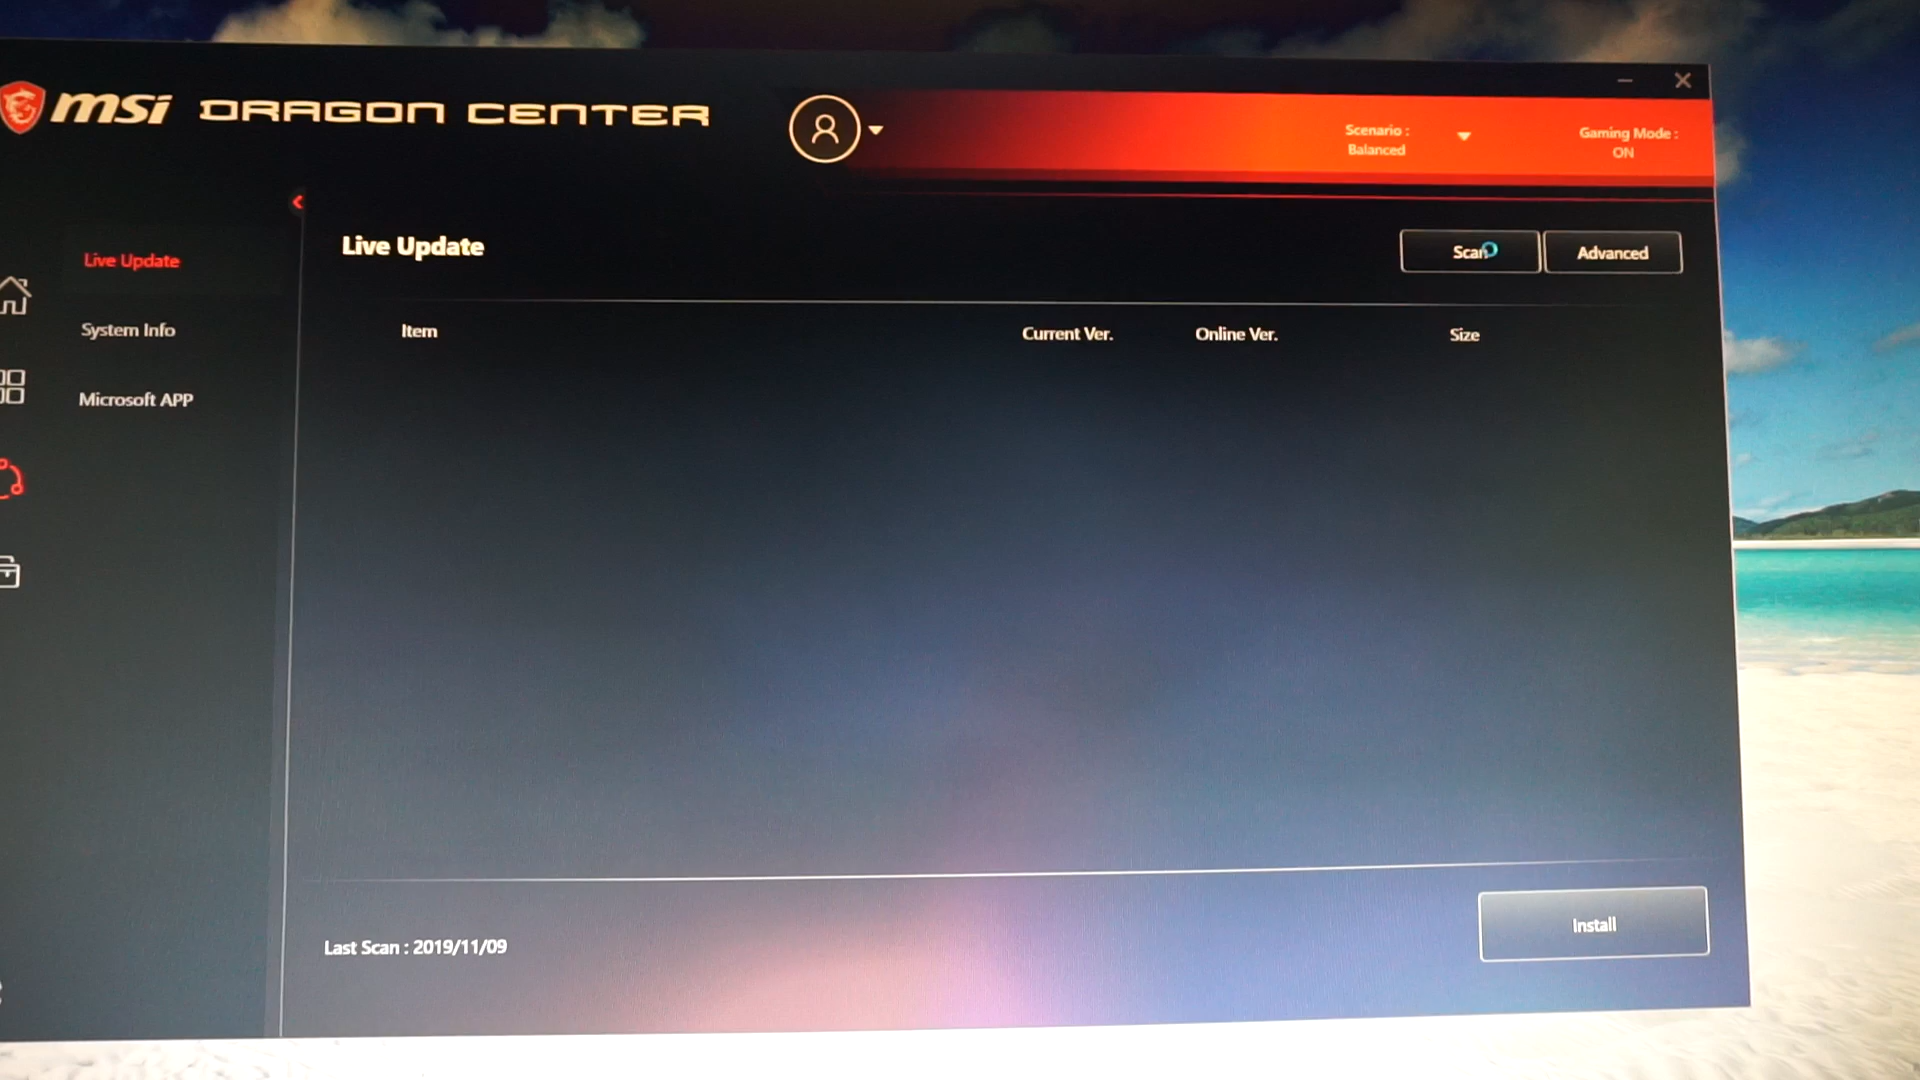 msi DRAGON CENTER
Scenario :
Balanced
Gaming Mode :
ON
Live Update
System Info
Microsoft APP
Live Update
Scan
Advanced
Item
Current Ver.
Online Ver.
Size
Last Scan : 2019/11/09
Install